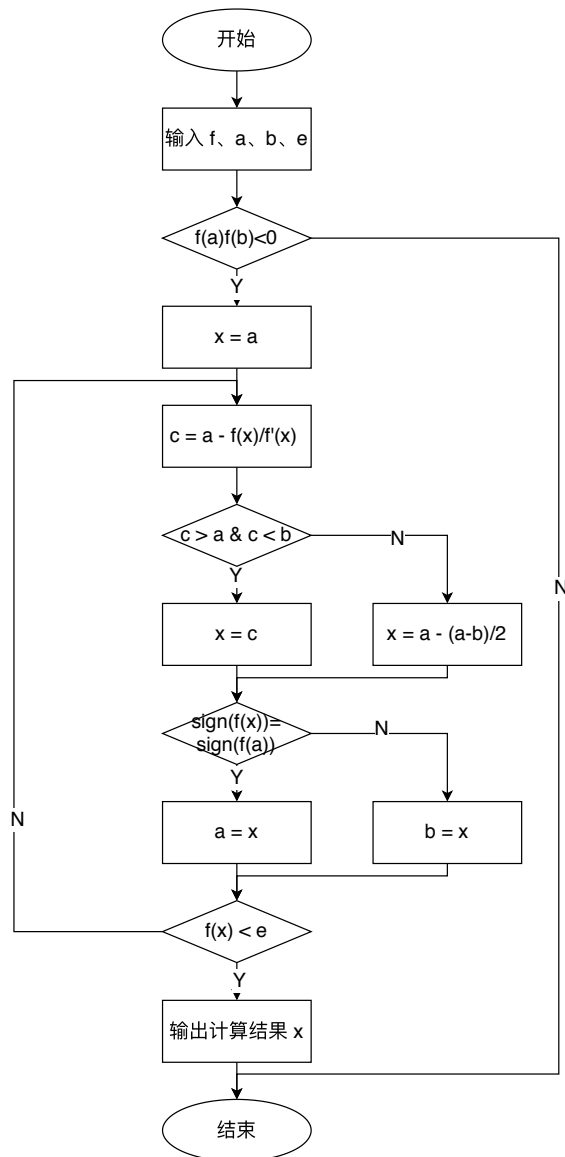 开始
输入 f、a、b、e
f(a)f(b)<0
Y
x = a
c = a - f(x)/f'(x)
c > a & c < b
N
Y
N
x = c
x = a - (a-b)/2
sign(f(x))=
sign(f(a))
N
Y
a = x
b = x
N
f(x) < e
Y
输出计算结果 x
结束